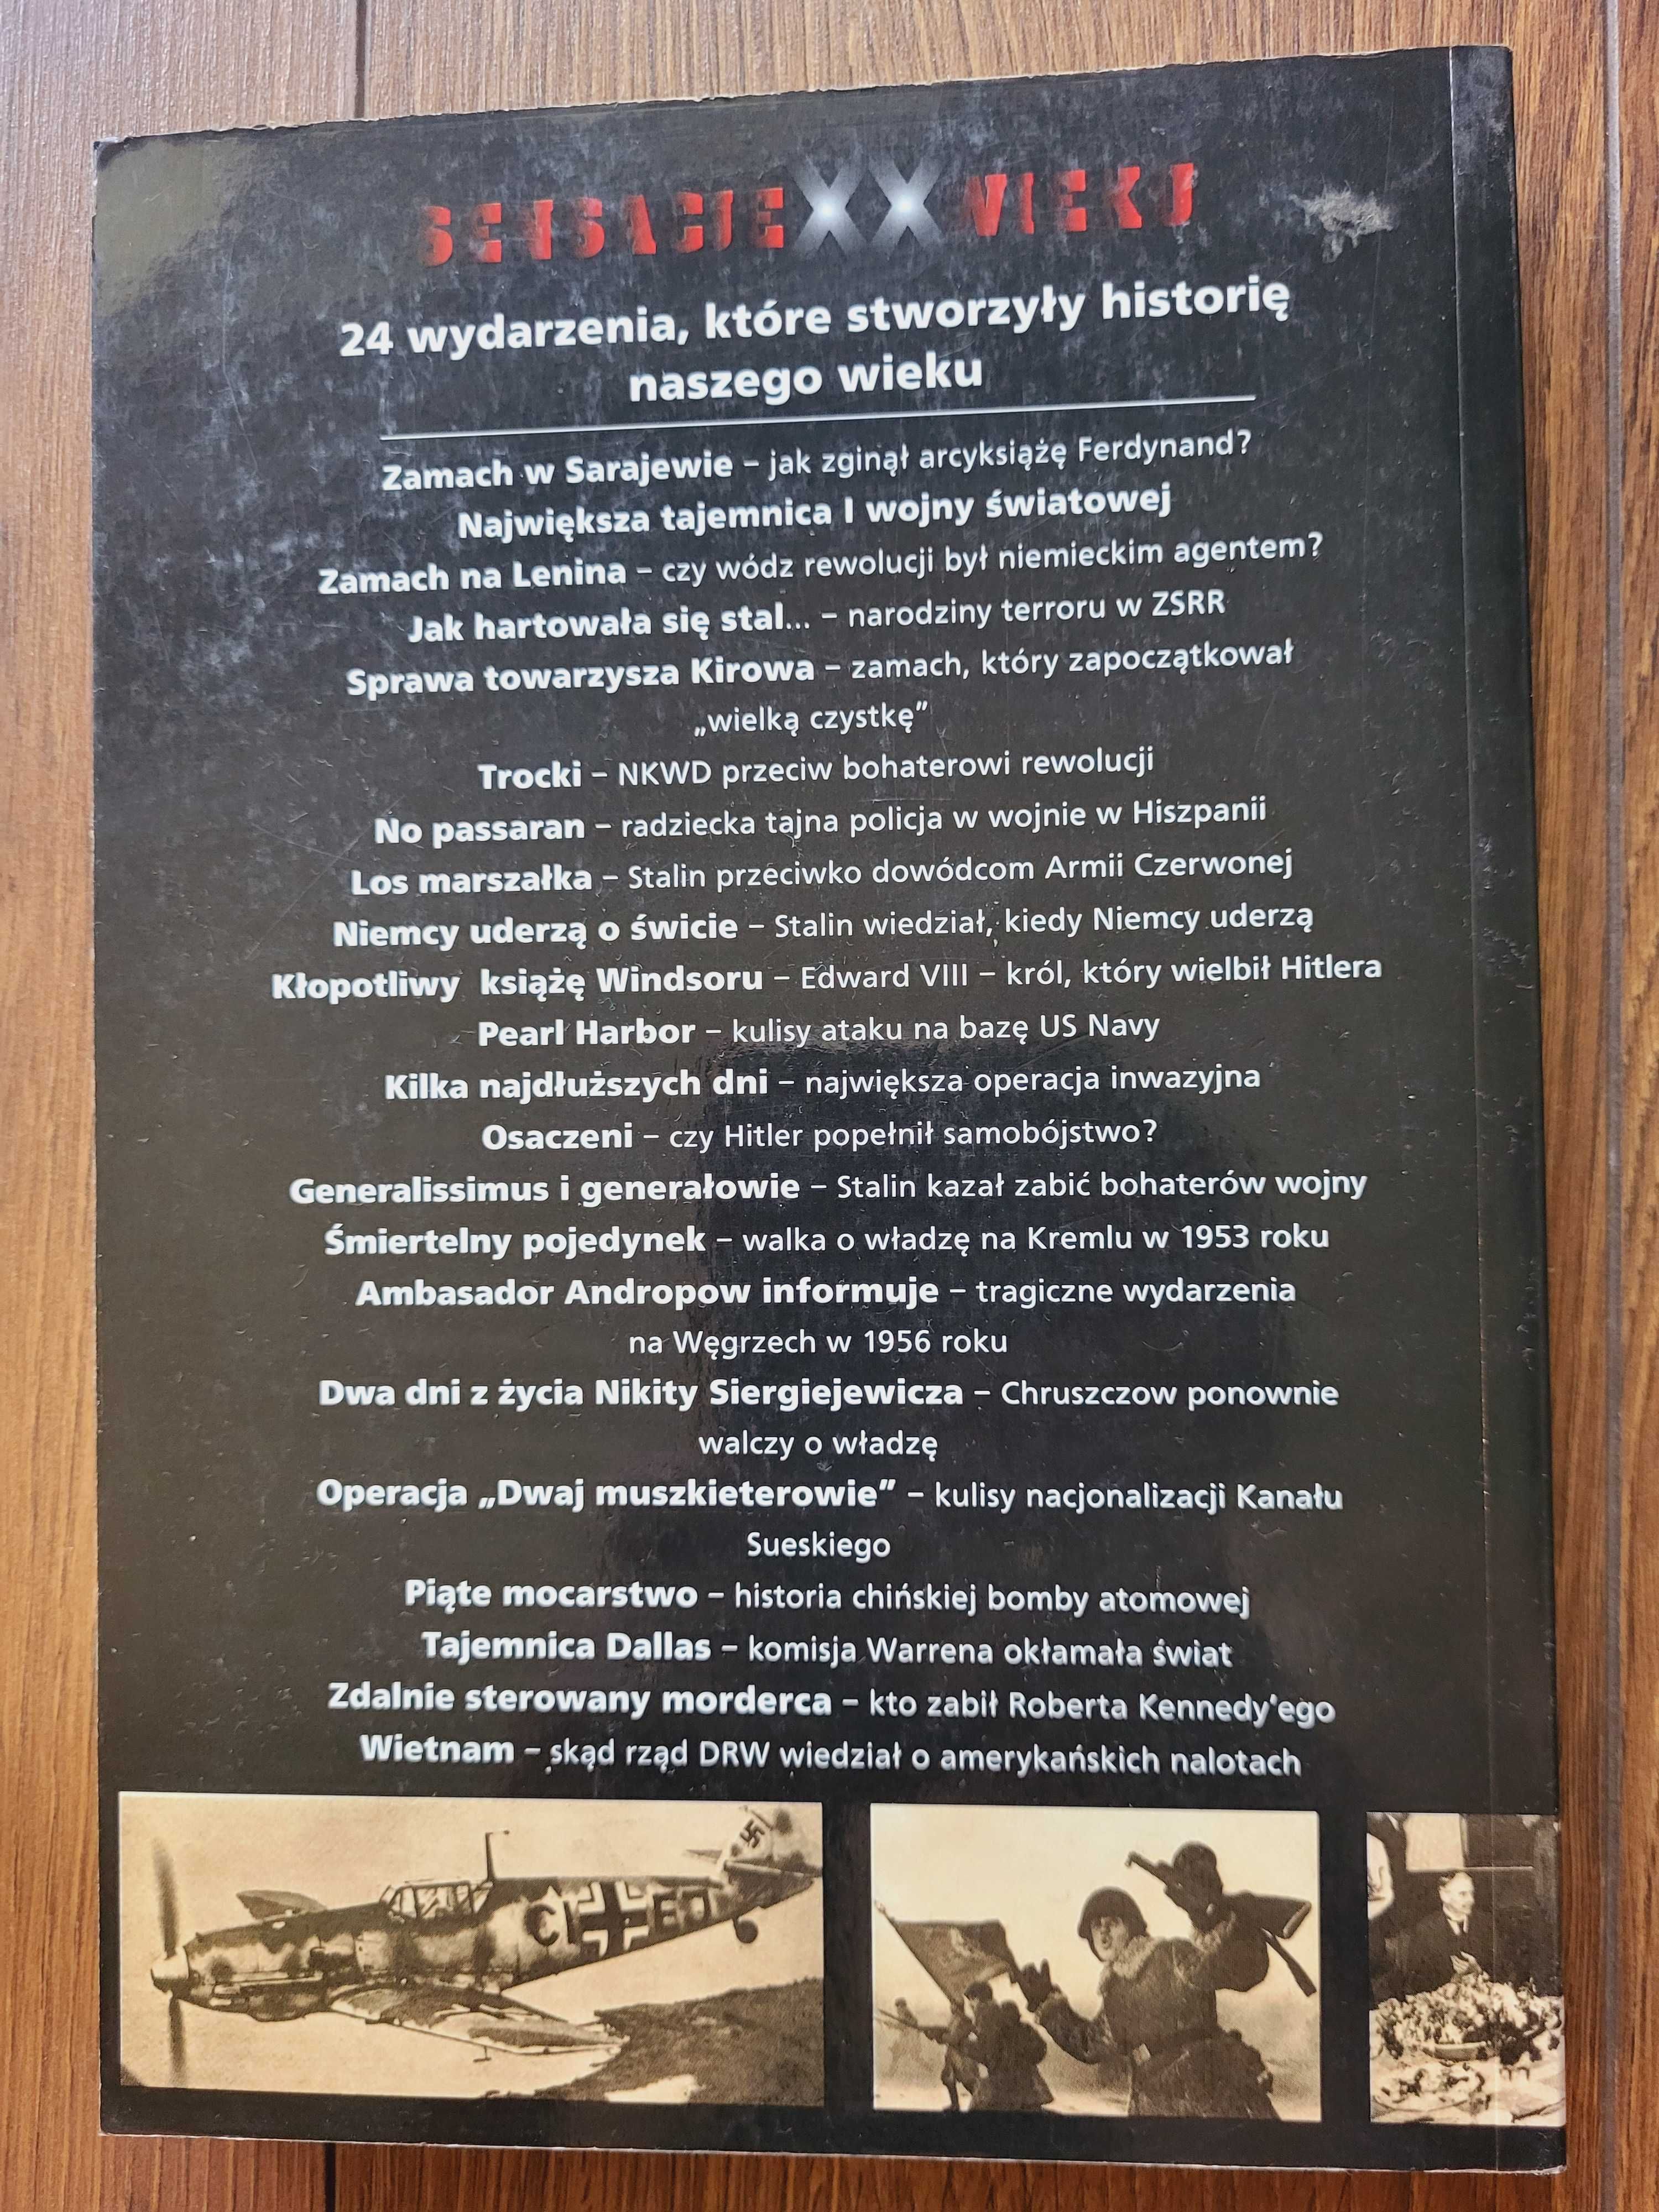 SENSACJE XX WIEKU
24 wydarzenia, które stworzyły historię
naszego wieku
Zamach w Sarajewie – jak zginął arcyksiążę Ferdynand?
Największa tajemnica I wojny światowej
Zamach na Lenina – czy wódz rewolucji był niemieckim agentem?
Jak hartowała się stal... – narodziny terroru w ZSRR
Sprawa towarzysza Kirowa – zamach, który zapoczątkował
„wielką czystkę”
Trocki – NKWD przeciw bohaterowi rewolucji
No passaran – radziecka tajna policja w wojnie w Hiszpanii
Los marszałka – Stalin przeciwko dowódcom Armii Czerwonej
Niemcy uderzą o świcie – Stalin wiedział, kiedy Niemcy uderzą
Kłopotliwy książę Windsoru – Edward VIII – król, który wielbił Hitlera
Pearl Harbor – kulisy ataku na bazę US Navy
Kilka najdłuższych dni – największa operacja inwazyjna
Osaczeni – czy Hitler popełnił samobójstwo?
Generalissimus i generałowie – Stalin kazał zabić bohaterów wojny
Śmiertelny pojedynek – walka o władzę na Kremlu w 1953 roku
Ambasador Andropow informuje – tragiczne wydarzenia
na Węgrzech w 1956 roku
Dwa dni z życia Nikity Siergiejewicza – Chruszczow ponownie
walczy o władzę
Operacja „Dwaj muszkieterowie” – kulisy nacjonalizacji Kanału
Sueskiego
Piąte mocarstwo – historia chińskiej bomby atomowej
Tajemnica Dallas – komisja Warrena okłamała świat
Zdalnie sterowany morderca – kto zabił Roberta Kennedy'ego
Wietnam – skąd rząd DRW wiedział o amerykańskich nalotach